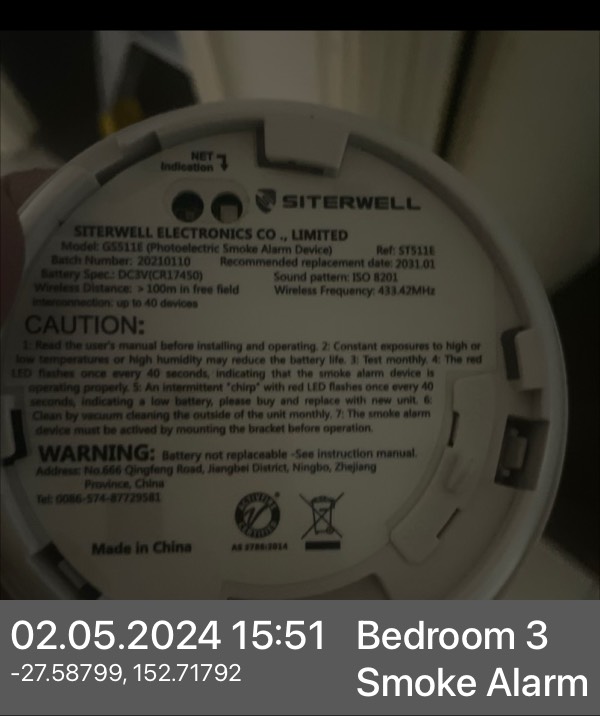 NET
Indication
SITERWELL
SITERWELL ELECTRONICS CO ., LIMITED
Model: GS511E (Photoelectric Smoke Alarm Device) Ref: ST511E
Batch Number: 20210110 Recommended replacement date: 2031.01
Battery Spec.: DC3V(CR17450) Sound pattern: ISO 8201
Wireless Distance: >100m in free field Wireless Frequency: 433.42MHz
Interconnection: up to 40 devices
CAUTION:
1: Read the user's manual before installing and operating. 2: Constant exposures to high or
low temperatures or high humidity may reduce the battery life. 3: Test monthly. 4: The red
LED flashes once every 40 seconds, indicating that the smoke alarm device is
operating properly. 5: An intermittent "chirp" with red LED flashes once every 40
seconds, indicating a low battery, please buy and replace with new unit. 6:
Clean by vacuum cleaning the outside of the unit monthly. 7: The smoke alarm
device must be actived by mounting the bracket before operation.
WARNING: Battery not replaceable -See instruction manual.
Address: No.666 Qingfeng Road, Jiangbei District, Ningbo, Zhejiang
Province, China
Tel: 0086-574-87729581
Made in China
AS 3786:2014
02.05.2024 15:51
-27.58799, 152.71792
Bedroom 3
Smoke Alarm